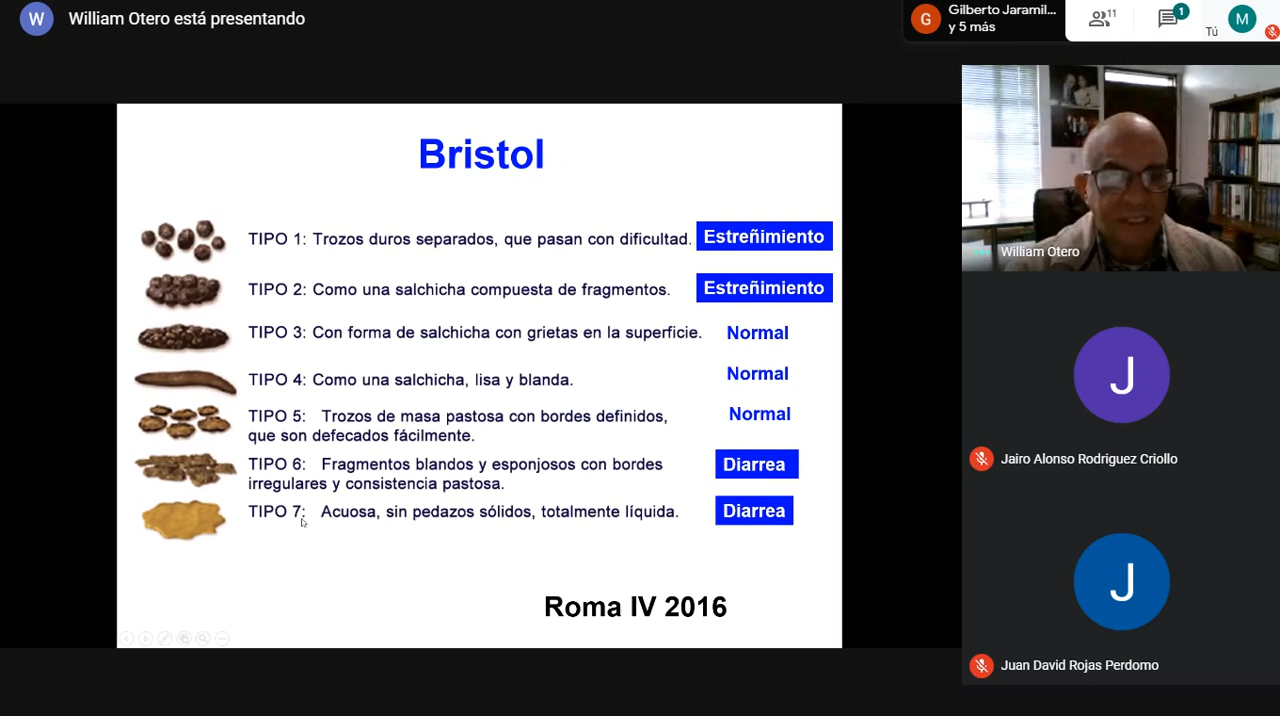 W
William Otero está presentando
G
Gilberto Jaramil...
y 5 más
11
1
Tú
M
Bristol
TIPO 1: Trozos duros separados, que pasan con dificultad.
Estreñimiento
TIPO 2: Como una salchicha compuesta de fragmentos.
Estreñimiento
TIPO 3: Con forma de salchicha con grietas en la superficie.
Normal
TIPO 4: Como una salchicha, lisa y blanda.
Normal
TIPO 5: Trozos de masa pastosa con bordes definidos,
que son defecados fácilmente.
Normal
TIPO 6: Fragmentos blandos y esponjosos con bordes
irregulares y consistencia pastosa.
Diarrea
TIPO 7: Acuosa, sin pedazos sólidos, totalmente líquida.
Diarrea
Roma IV 2016
William Otero
J
Jairo Alonso Rodriguez Criollo
J
Juan David Rojas Perdomo